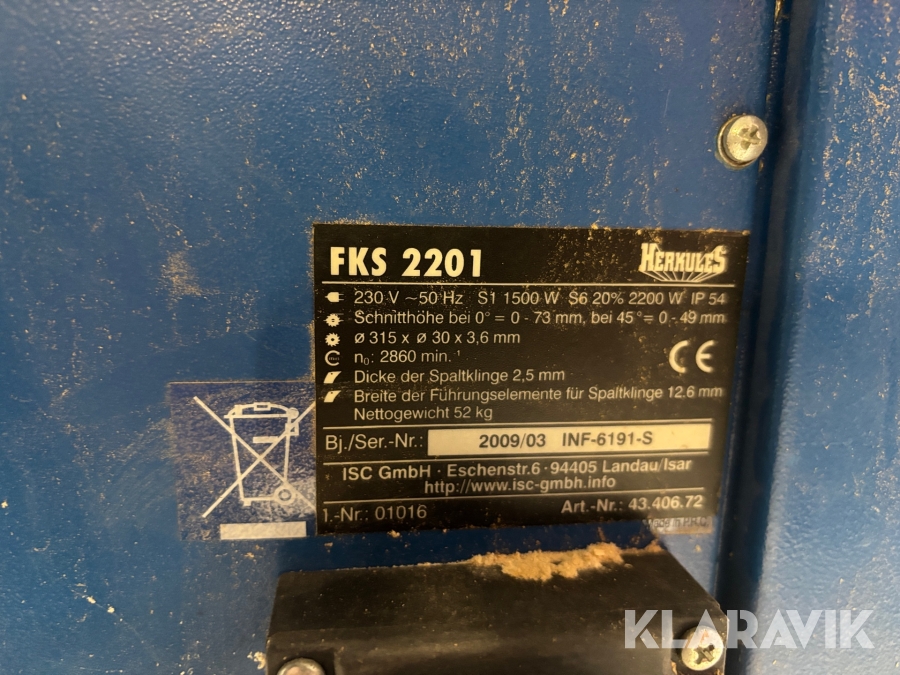 FKS 2201
HERKULES
230 V ~50 Hz S1 1500 W S6 20% 2200 W IP 54
Schnitthöhe bei 0° = 0 - 73 mm, bei 45° = 0 - 49 mm
ø 315 x ø 30 x 3,6 mm
n₀: 2860 min.⁻¹
CE
Dicke der Spaltklinge 2,5 mm
Breite der Führungselemente für Spaltklinge 12.6 mm
Nettogewicht 52 kg
Bj./Ser.-Nr.: 2009/03 INF-6191-S
ISC GmbH · Eschenstr.6 · 94405 Landau/Isar
http://www.isc-gmbh.info
I.-Nr.: 01016 Art.-Nr.: 43.406.72
KLARAVIK